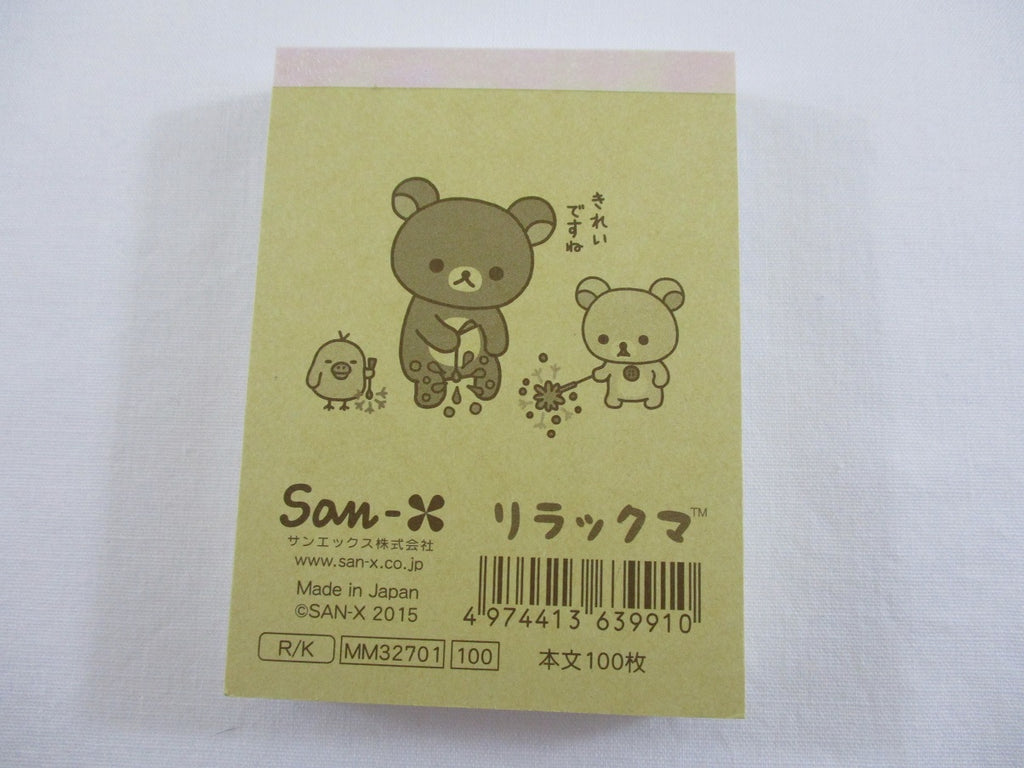 きれい
ですね
San-X
サンエックス株式会社
www.san-x.co.jp
Made in Japan
©SAN-X 2015
リラックマ™
4 974413 639910
R/K MM32701 100
本文100枚